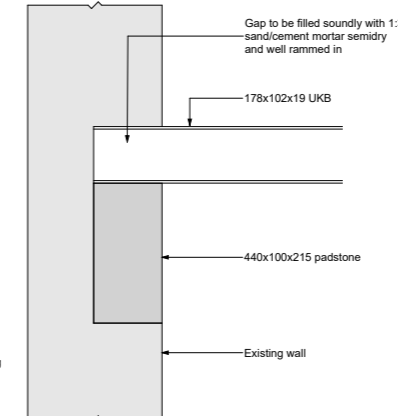 Gap to be filled soundly with 1:
sand/cement mortar semidry
and well rammed in
178x102x19 UKB
440x100x215 padstone
Existing wall